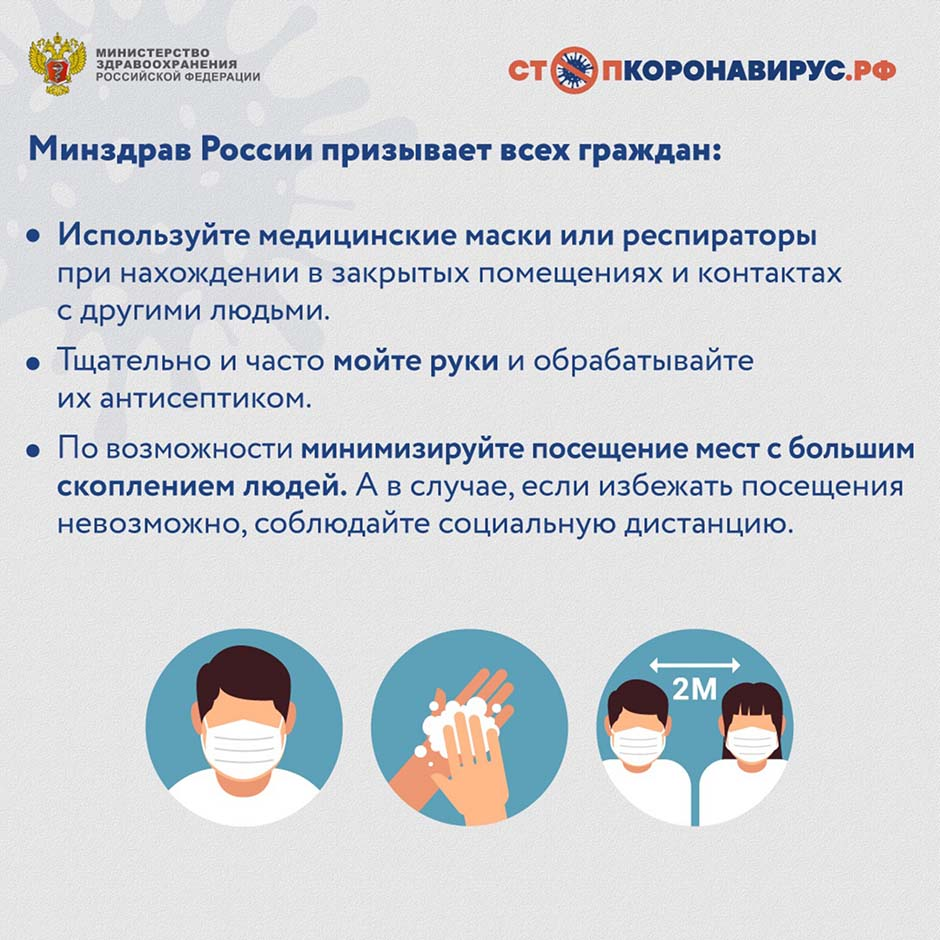 МИНИСТЕРСТВО
ЗДРАВООХРАНЕНИЯ
РОССИЙСКОЙ ФЕДЕРАЦИИ
СТОПКОРОНАВИРУС.РФ
Минздрав России призывает всех граждан:
• Используйте медицинские маски или респираторы
при нахождении в закрытых помещениях и контактах
с другими людьми.
• Тщательно и часто мойте руки и обрабатывайте
их антисептиком.
• По возможности минимизируйте посещение мест с большим
скоплением людей. А в случае, если избежать посещения
невозможно, соблюдайте социальную дистанцию.
2М